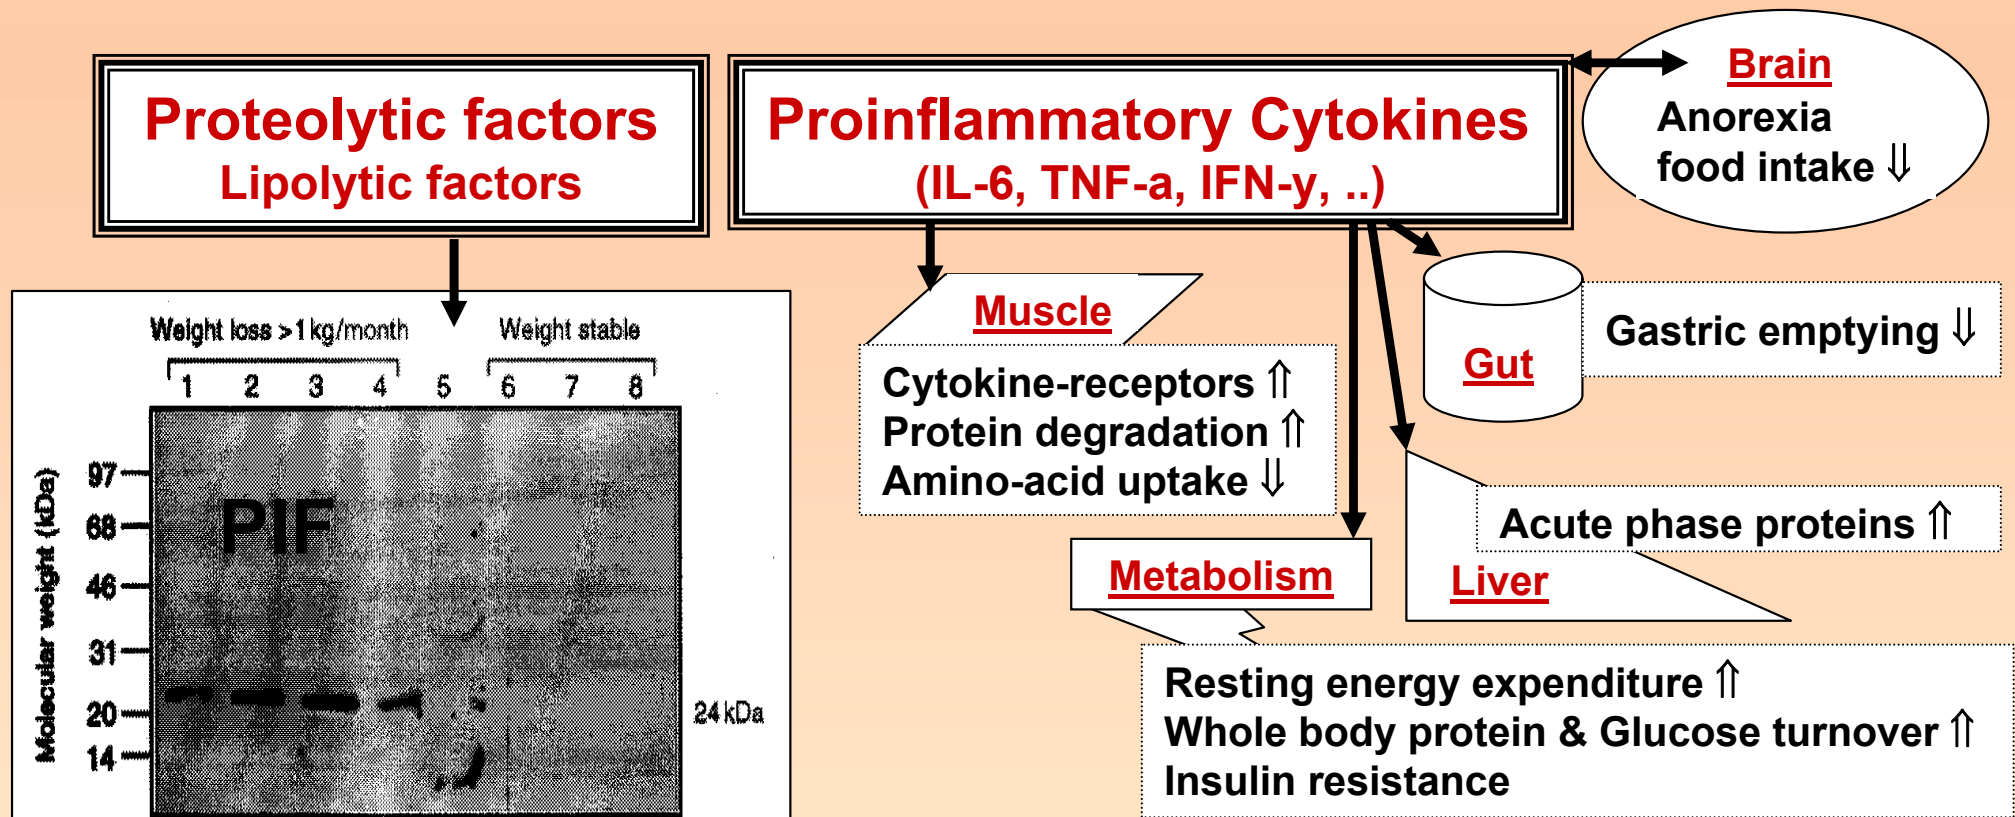 Proteolytic factors
Lipolytic factors
Proinflammatory Cytokines
(IL-6, TNF-a, IFN-y, ..)
Brain
Anorexia
food intake ⇓
Weight loss >1kg/month
Weight stable
1 2 3 4 5 6 7 8
Molecular weight (kDa)
97
68
46
31
20
14
PIF
24 kDa
Muscle
Cytokine-receptors ⇑
Protein degradation ⇑
Amino-acid uptake ⇓
Gut
Gastric emptying ⇓
Acute phase proteins ⇑
Liver
Metabolism
Resting energy expenditure ⇑
Whole body protein & Glucose turnover ⇑
Insulin resistance